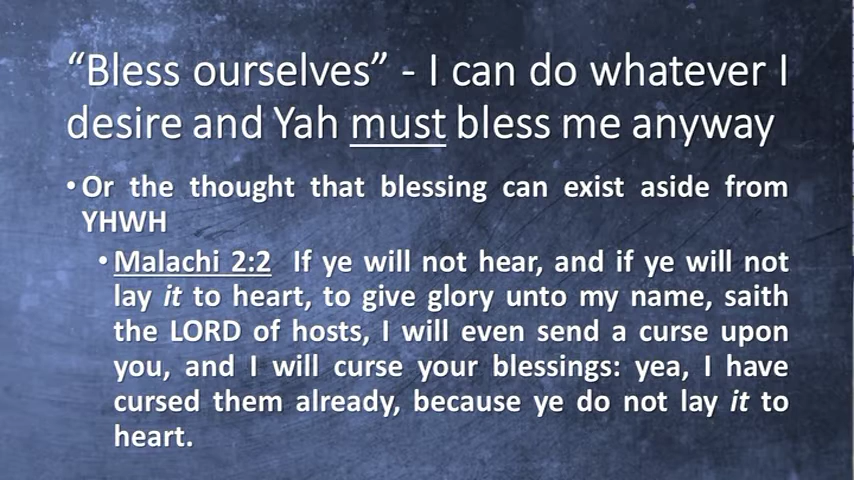 “Bless ourselves” - I can do whatever I
desire and Yah must bless me anyway
• Or the thought that blessing can exist aside from
YHWH
• Malachi 2:2 If ye will not hear, and if ye will not
lay it to heart, to give glory unto my name, saith
the LORD of hosts, I will even send a curse upon
you, and I will curse your blessings: yea, I have
cursed them already, because ye do not lay it to
heart.